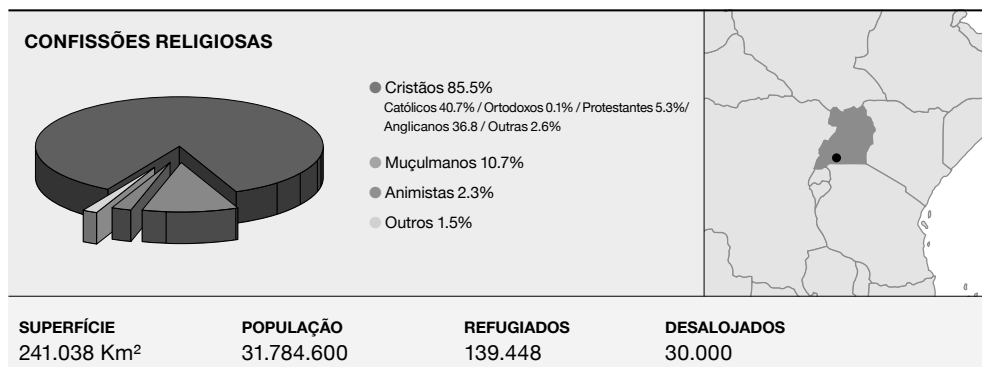 CONFISSÕES RELIGIOSAS
Cristãos 85.5%
Católicos 40.7% / Ortodoxos 0.1% / Protestantes 5.3%/
Anglicanos 36.8 / Outras 2.6%
Muçulmanos 10.7%
Animistas 2.3%
Outros 1.5%
SUPERFÍCIE
241.038 Km²
POPULAÇÃO
31.784.600
REFUGIADOS
139.448
DESALOJADOS
30.000